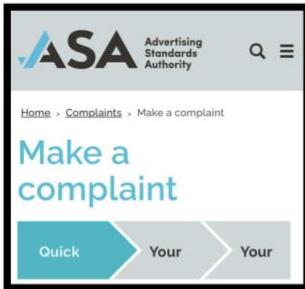 ASA Advertising
Standards
Authority
Home > Complaints > Make a complaint
Make a
complaint
Quick Your Your